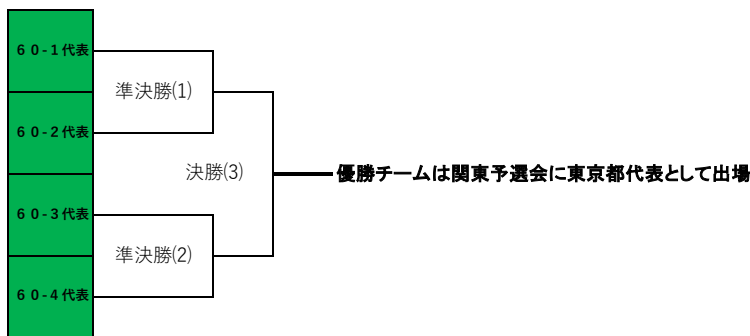 ６０-１代表
準決勝(1)
６０-２代表
決勝(3)
優勝チームは関東予選会に東京都代表として出場
６０-３代表
準決勝(2)
６０-４代表